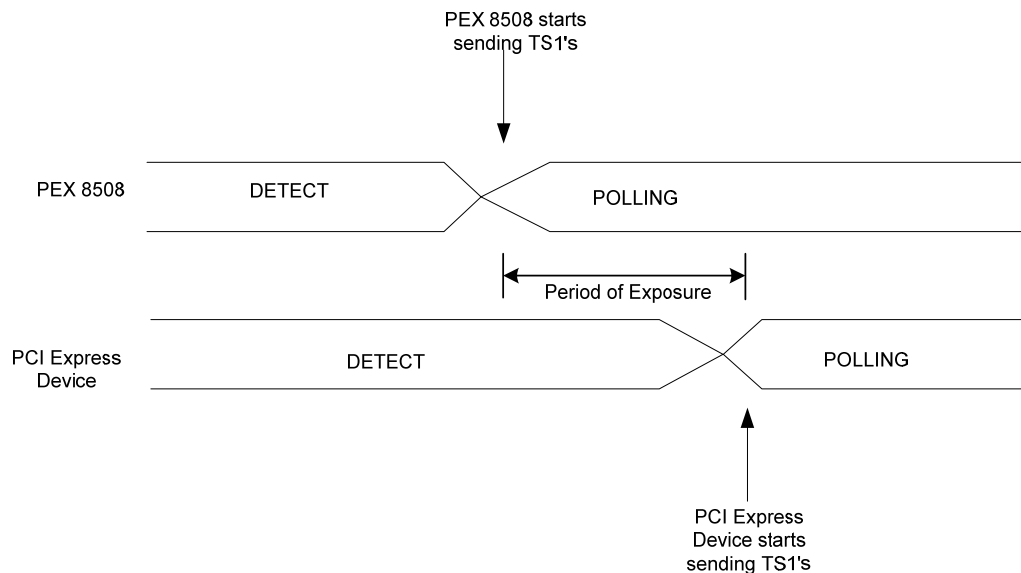 PEX 8508 starts
sending TS1's
PEX 8508
DETECT
POLLING
Period of Exposure
PCI Express
Device
DETECT
POLLING
PCI Express
Device starts
sending TS1's